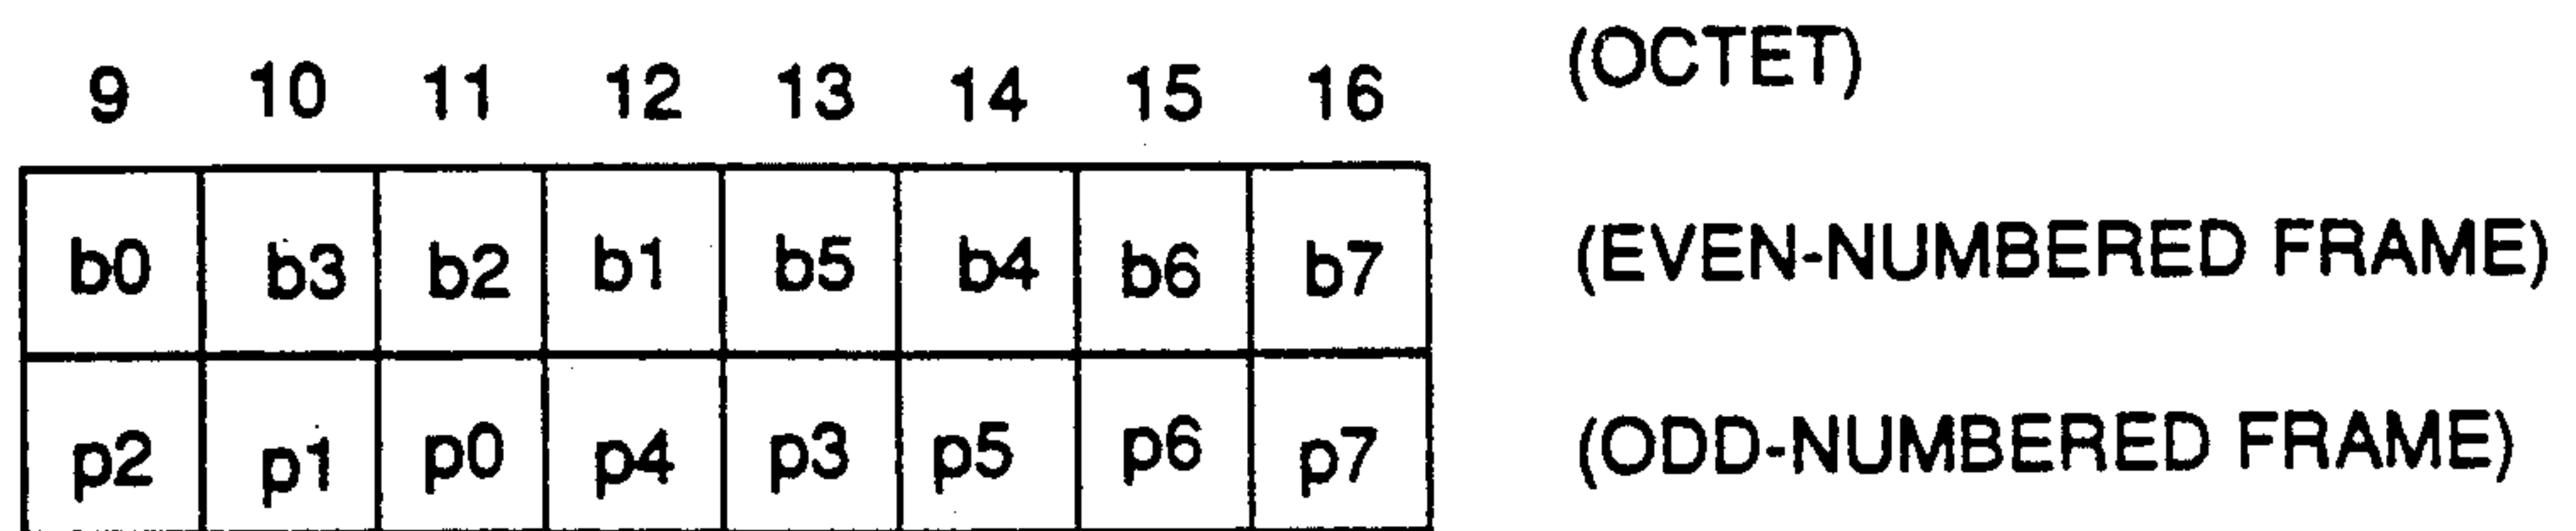 9 10 11 12 13 14 15 16 (OCTET)
b0 b3 b2 b1 b5 b4 b6 b7 (EVEN-NUMBERED FRAME)
p2 p1 p0 p4 p3 p5 p6 p7 (ODD-NUMBERED FRAME)